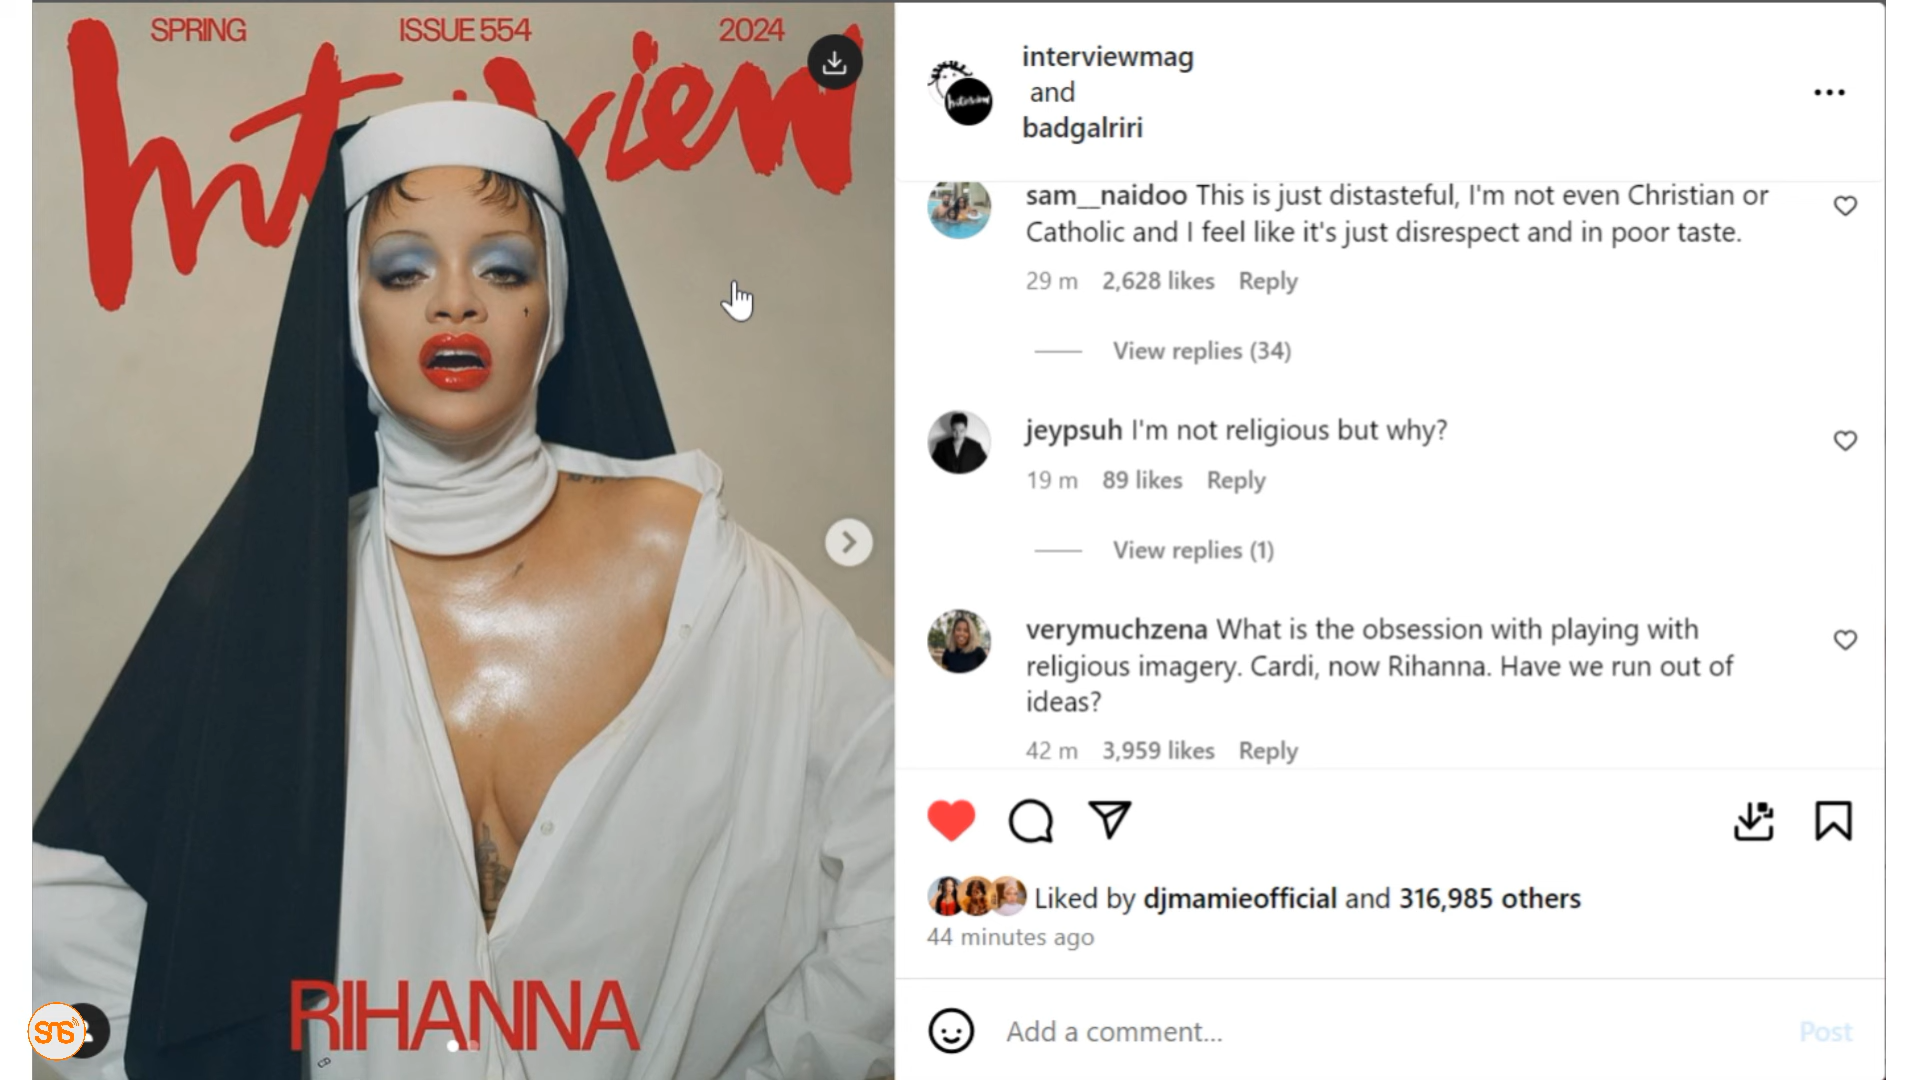 SPRING ISSUE 554 2024
Interview
RIHANNA
SNS
interviewmag
and
badgalriri
sam__naidoo This is just distasteful, I'm not even Christian or
Catholic and I feel like it's just disrespect and in poor taste.
29 m 2,628 likes Reply
View replies (34)
jeypsuh I'm not religious but why?
19 m 89 likes Reply
View replies (1)
verymuchzena What is the obsession with playing with
religious imagery. Cardi, now Rihanna. Have we run out of
ideas?
42 m 3,959 likes Reply
Liked by djmamieofficial and 316,985 others
44 minutes ago
Add a comment...
Post